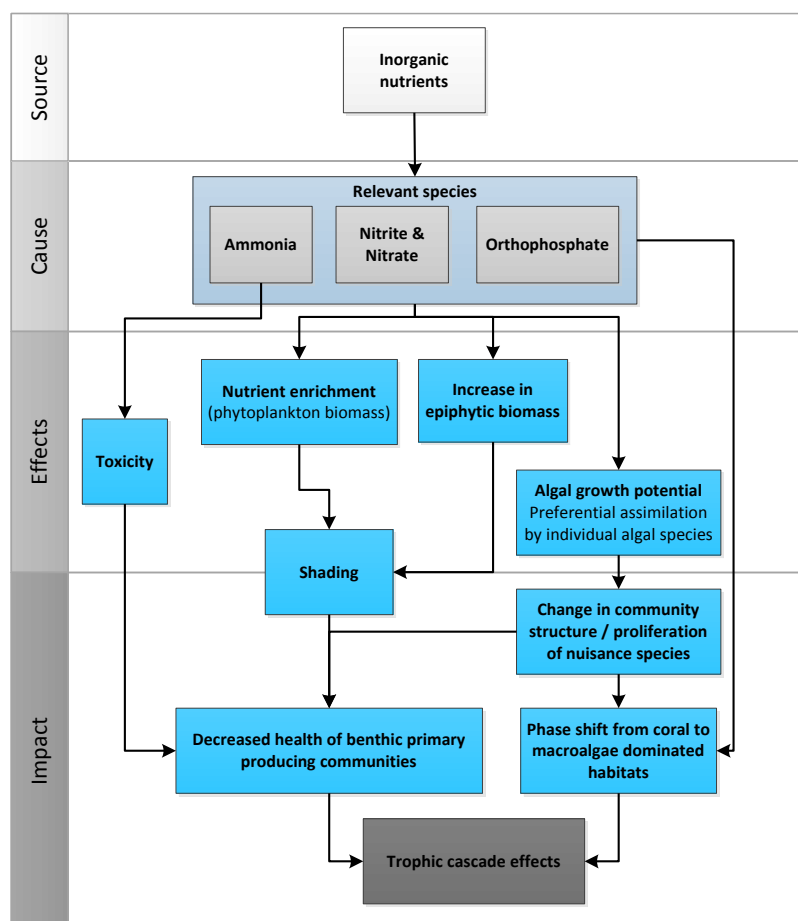 Source
Inorganic
nutrients
Cause
Relevant species
Ammonia
Nitrite &
Nitrate
Orthophosphate
Effects
Nutrient enrichment
(phytoplankton biomass)
Increase in
epiphytic biomass
Toxicity
Algal growth potential
Preferential assimilation
by individual algal species
Shading
Impact
Change in community
structure / proliferation
of nuisance species
Decreased health of benthic primary
producing communities
Phase shift from coral to
macroalgae dominated
habitats
Trophic cascade effects